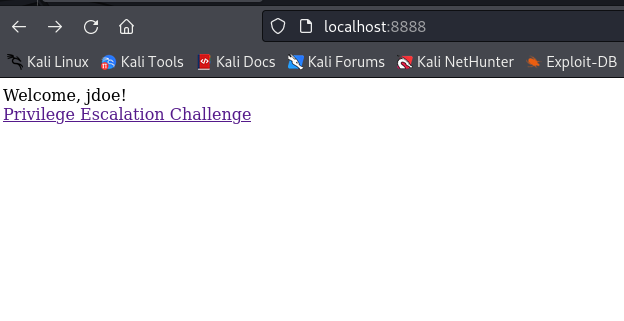 localhost:8888
Kali Linux Kali Tools Kali Docs Kali Forums Kali NetHunter Exploit-DB
Welcome, jdoe!
Privilege Escalation Challenge